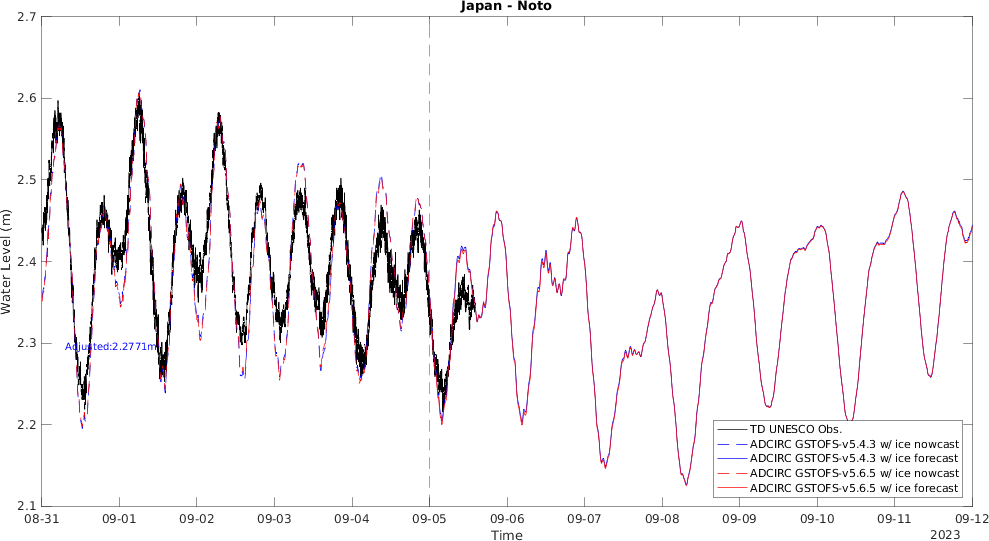 Japan - Noto
2.7
2.6
2.5
2.4
2.3
2.2
2.1
Water Level (m)
Adjusted:2.2771m
TD UNESCO Obs.
ADCIRC GSTOFS-v5.4.3 w/ ice nowcast
ADCIRC GSTOFS-v5.4.3 w/ ice forecast
ADCIRC GSTOFS-v5.6.5 w/ ice nowcast
ADCIRC GSTOFS-v5.6.5 w/ ice forecast
08-31 09-01 09-02 09-03 09-04 09-05 09-06 09-07 09-08 09-09 09-10 09-11 09-12
Time
2023